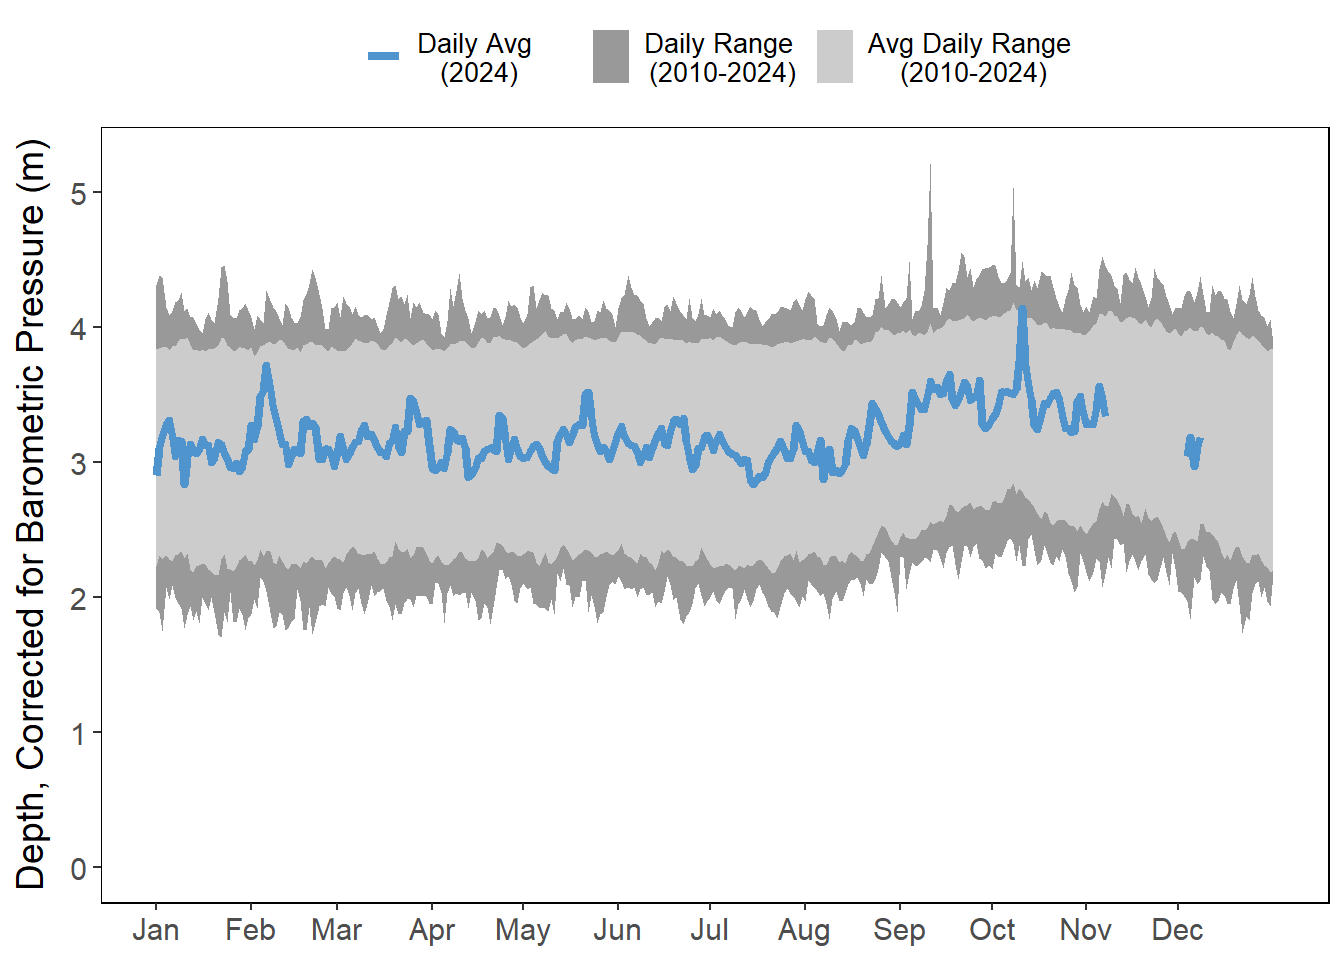 Daily Avg
(2024)
Daily Range
(2010-2024)
Avg Daily Range
(2010-2024)
Depth, Corrected for Barometric Pressure (m)
5
4
3
2
1
0
Jan Feb Mar Apr May Jun Jul Aug Sep Oct Nov Dec